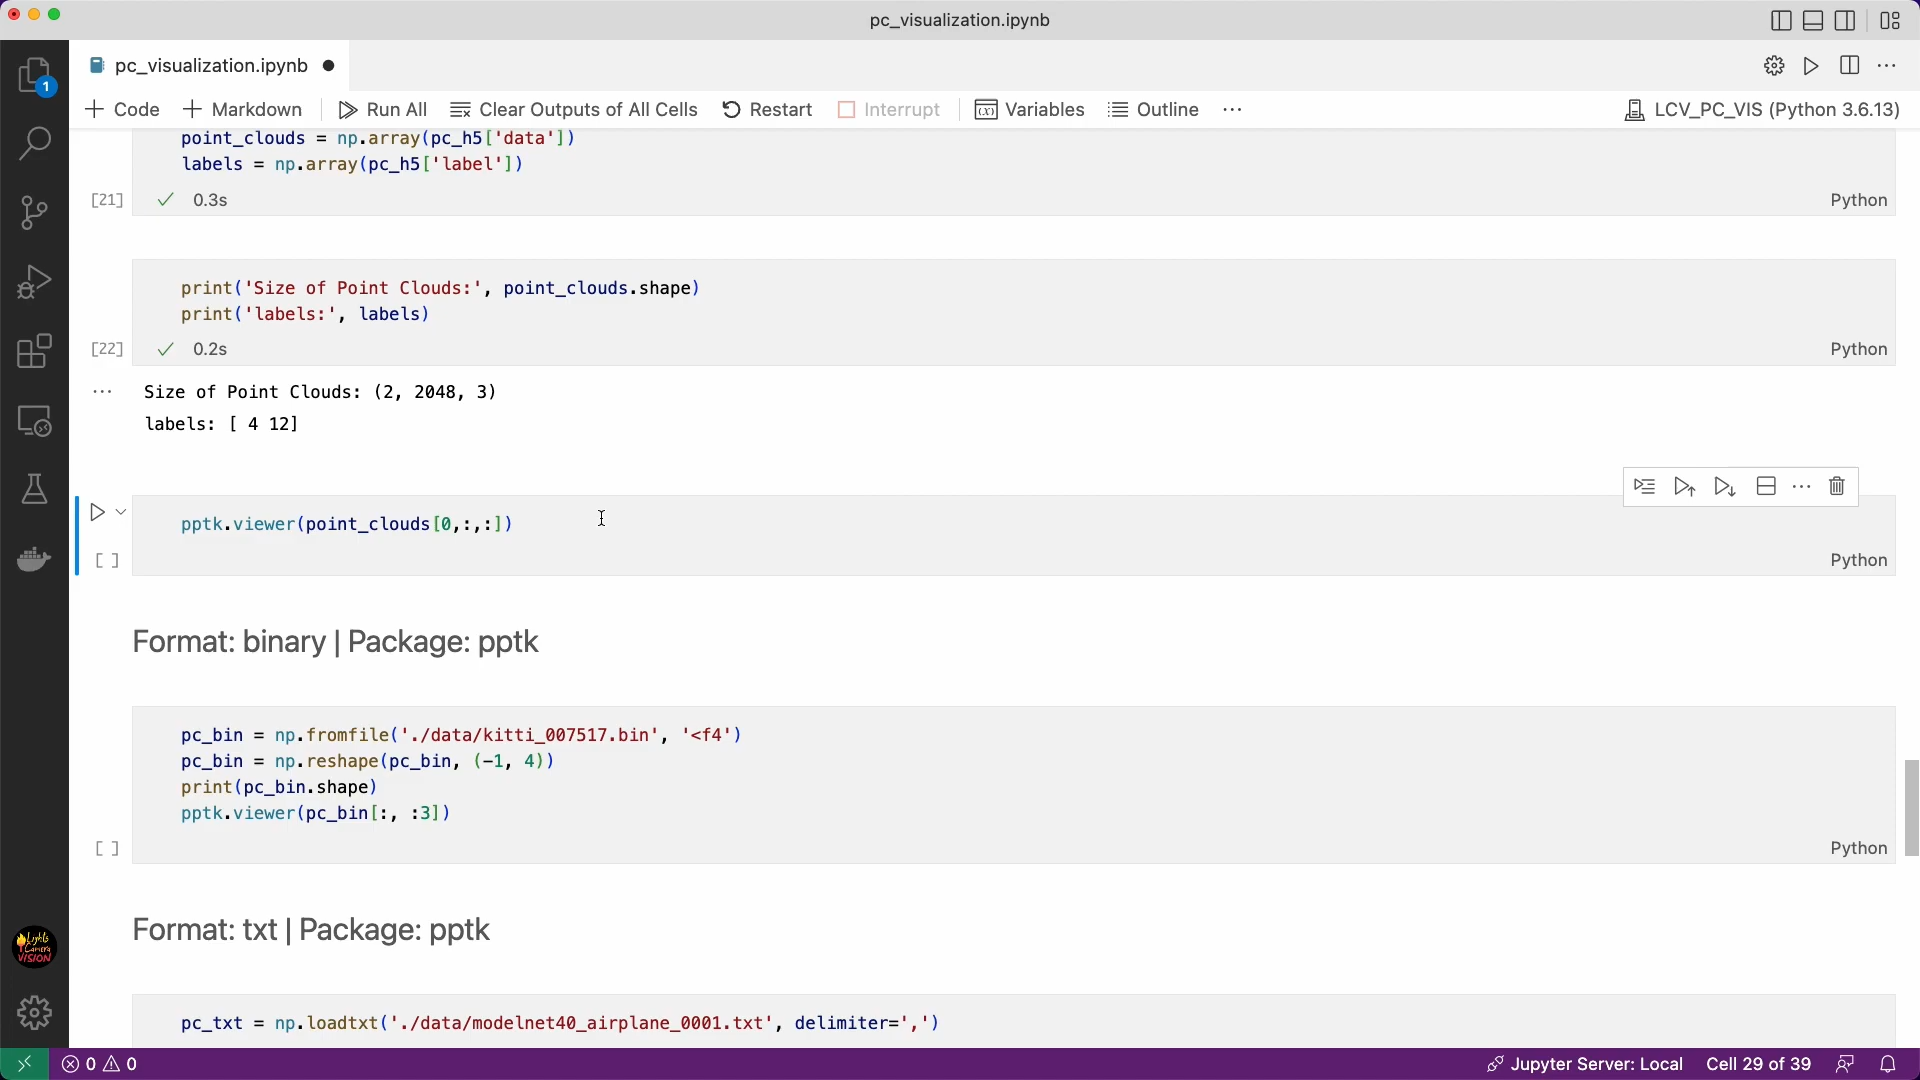 pc_visualization.ipynb
pc_visualization.ipynb
1
Code
Markdown
Run All
Clear Outputs of All Cells
Restart
Interrupt
Variables
Outline
LCV_PC_VIS (Python 3.6.13)
point_clouds = np.array(pc_h5['data'])
labels = np.array(pc_h5['label'])
[21]
0.3s
Python
print('Size of Point Clouds:', point_clouds.shape)
print('labels:', labels)
[22]
0.2s
Python
Size of Point Clouds: (2, 2048, 3)
labels: [ 4 12]
pptk.viewer(point_clouds[0,:,:])
[ ]
Python
Format: binary | Package: pptk
pc_bin = np.fromfile('./data/kitti_007517.bin', '<f4')
pc_bin = np.reshape(pc_bin, (-1, 4))
print(pc_bin.shape)
pptk.viewer(pc_bin[:, :3])
[ ]
Python
Format: txt | Package: pptk
pc_txt = np.loadtxt('./data/modelnet40_airplane_0001.txt', delimiter=',')
Lights
Camera
VISION
0
0
Jupyter Server: Local
Cell 29 of 39